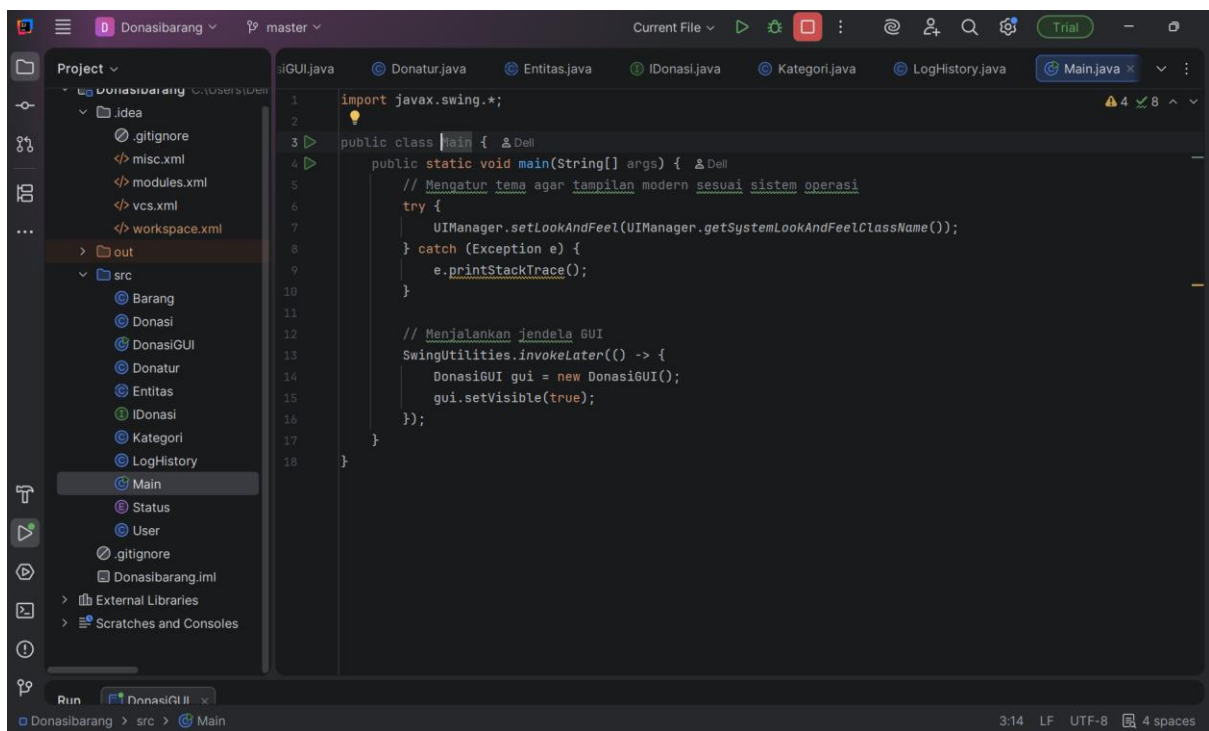 D Donasibarang master Current File Trial
Project
siGUI.java Donatur.java Entitas.java IDonasi.java Kategori.java LogHistory.java Main.java
Donasibarang C:\Users\Dell
.idea
.gitignore
misc.xml
modules.xml
vcs.xml
workspace.xml
out
src
Barang
Donasi
DonasiGUI
Donatur
Entitas
IDonasi
Kategori
LogHistory
Main
Status
User
.gitignore
Donasibarang.iml
External Libraries
Scratches and Consoles
4 8
1 import javax.swing.*;
2
3 public class Main { Dell
4 public static void main(String[] args) { Dell
5 // Mengatur tema agar tampilan modern sesuai sistem operasi
6 try {
7 UIManager.setLookAndFeel(UIManager.getSystemLookAndFeelClassName());
8 } catch (Exception e) {
9 e.printStackTrace();
10 }
11
12 // Menjalankan jendela GUI
13 SwingUtilities.invokeLater(() -> {
14 DonasiGUI gui = new DonasiGUI();
15 gui.setVisible(true);
16 });
17 }
18 }
Run DonasiGUI
Donasibarang > src > Main 3:14 LF UTF-8 4 spaces